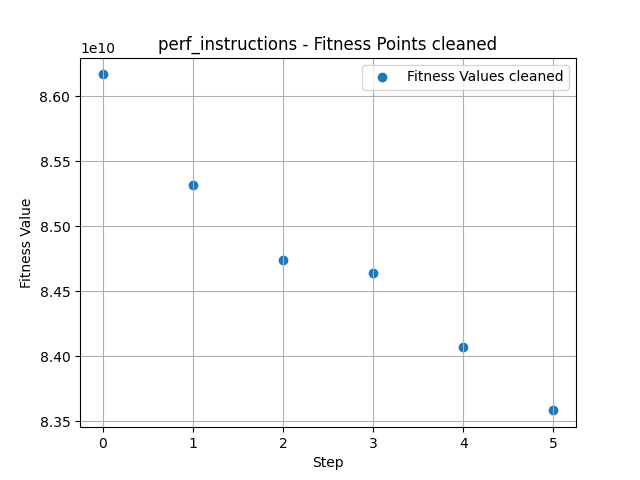 perf_instructions - Fitness Points cleaned
1e10
Fitness Values cleaned
8.60
8.55
8.50
8.45
8.40
8.35
Fitness Value
0 1 2 3 4 5
Step